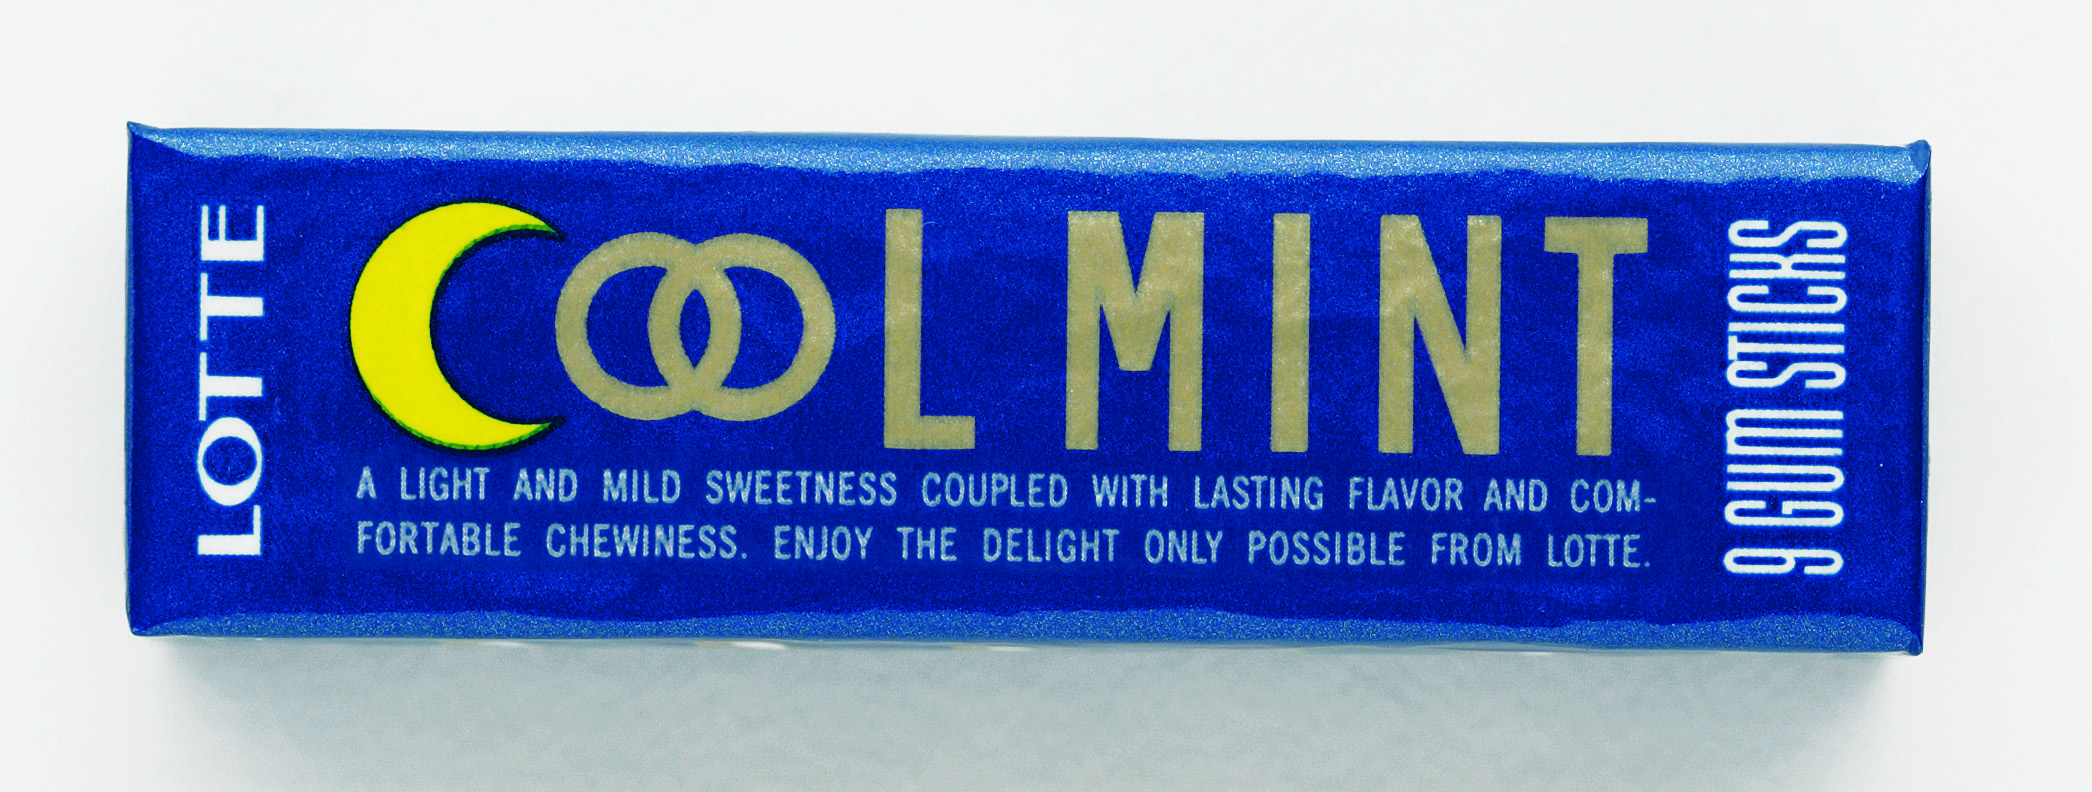 LOTTE
COOL MINT
A LIGHT AND MILD SWEETNESS COUPLED WITH LASTING FLAVOR AND COM-
FORTABLE CHEWINESS. ENJOY THE DELIGHT ONLY POSSIBLE FROM LOTTE.
9 GUM STICKS